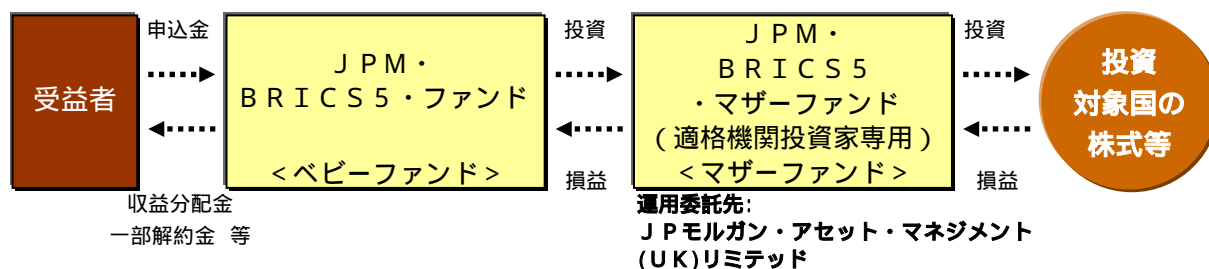 受益者
申込金
収益分配金
一部解約金 等
ＪＰＭ・
ＢＲＩＣＳ５・ファンド
<ベビーファンド>
投資
損益
ＪＰＭ・
ＢＲＩＣＳ５
・マザーファンド
(適格機関投資家専用)
<マザーファンド>
運用委託先:
ＪＰモルガン・アセット・マネジメント
(ＵＫ)リミテッド
投資
損益
投資
対象国の
株式等